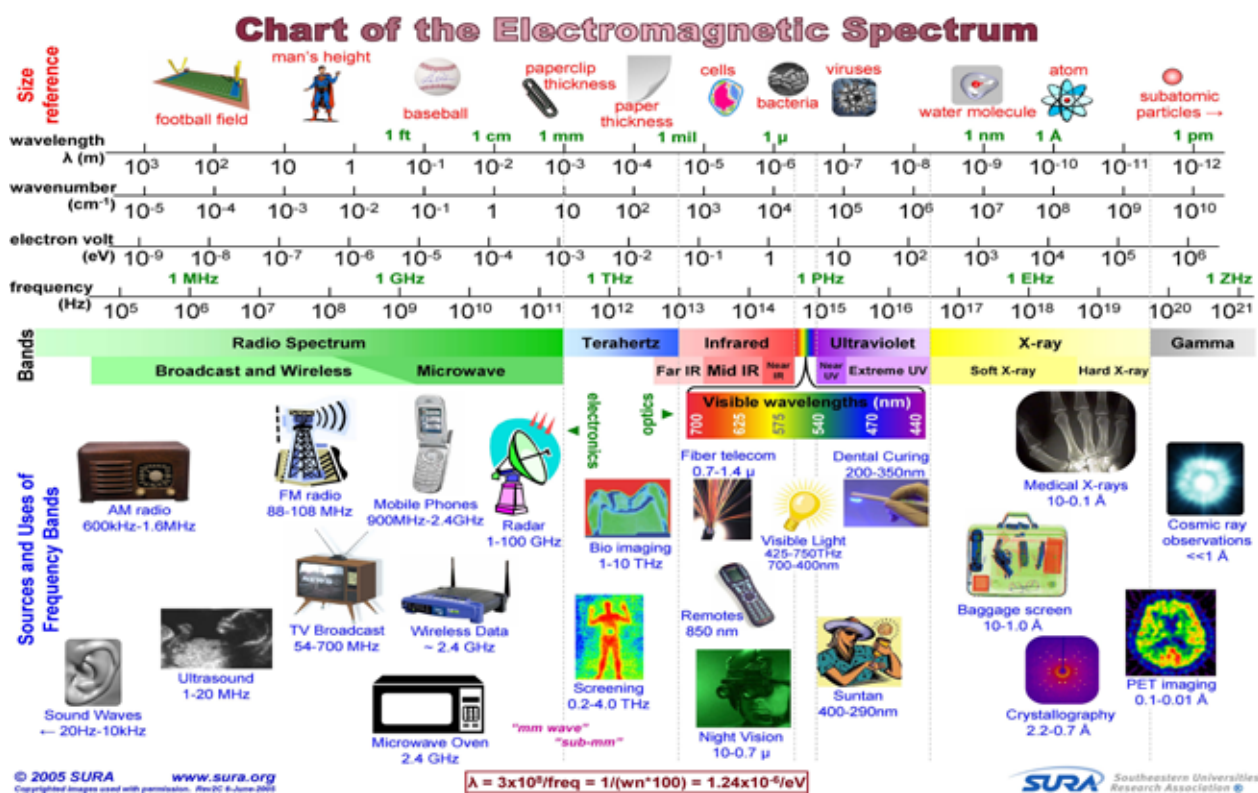 Chart of the Electromagnetic Spectrum
Size
reference
football field
man's height
baseball
paperclip
thickness
paper
thickness
cells
bacteria
viruses
water molecule
atom
subatomic
particles →
1 ft 1 cm 1 mm 1 mil 1 µ 1 nm 1 Å 1 pm
wavelength
λ (m)
10³ 10² 10 1 10⁻¹ 10⁻² 10⁻³ 10⁻⁴ 10⁻⁵ 10⁻⁶ 10⁻⁷ 10⁻⁸ 10⁻⁹ 10⁻¹⁰ 10⁻¹¹ 10⁻¹²
wavenumber
(cm⁻¹)
10⁻⁵ 10⁻⁴ 10⁻³ 10⁻² 10⁻¹ 1 10 10² 10³ 10⁴ 10⁵ 10⁶ 10⁷ 10⁸ 10⁹ 10¹⁰
electron volt
(eV)
10⁻⁹ 10⁻⁸ 10⁻⁷ 10⁻⁶ 10⁻⁵ 10⁻⁴ 10⁻³ 10⁻² 10⁻¹ 1 10 10² 10³ 10⁴ 10⁵ 10⁶
1 MHz 1 GHz 1 THz 1 PHz 1 EHz 1 ZHz
frequency
(Hz)
10⁵ 10⁶ 10⁷ 10⁸ 10⁹ 10¹⁰ 10¹¹ 10¹² 10¹³ 10¹⁴ 10¹⁵ 10¹⁶ 10¹⁷ 10¹⁸ 10¹⁹ 10²⁰ 10²¹
Bands
Radio Spectrum Terahertz Infrared Ultraviolet X-ray Gamma
Broadcast and Wireless Microwave Far IR Mid IR Near IR Near UV Extreme UV Soft X-ray Hard X-ray
electronics
optics
Visible wavelengths (nm)
700 625 575 540 470 440
Sources and Uses of
Frequency Bands
AM radio
600kHz-1.6MHz
FM radio
88-108 MHz
Mobile Phones
900MHz-2.4GHz
Radar
1-100 GHz
Bio imaging
1-10 THz
Fiber telecom
0.7-1.4 µ
Visible Light
425-750THz
700-400nm
Dental Curing
200-350nm
Medical X-rays
10-0.1 Å
Cosmic ray
observations
<<1 Å
Sound Waves
← 20Hz-10kHz
Ultrasound
1-20 MHz
NEWS
TV Broadcast
54-700 MHz
Wireless Data
~ 2.4 GHz
Microwave Oven
2.4 GHz
Screening
0.2-4.0 THz
"mm wave"
"sub-mm"
Remotes
850 nm
Night Vision
10-0.7 µ
Suntan
400-290nm
Baggage screen
10-1.0 Å
Crystallography
2.2-0.7 Å
PET imaging
0.1-0.01 Å
© 2005 SURA www.sura.org
Copyrighted images used with permission. Rev2C 6-June-2005
λ = 3x10⁸/freq = 1/(wn*100) = 1.24x10⁻⁶/eV
SURA
Southeastern Universities
Research Association ®